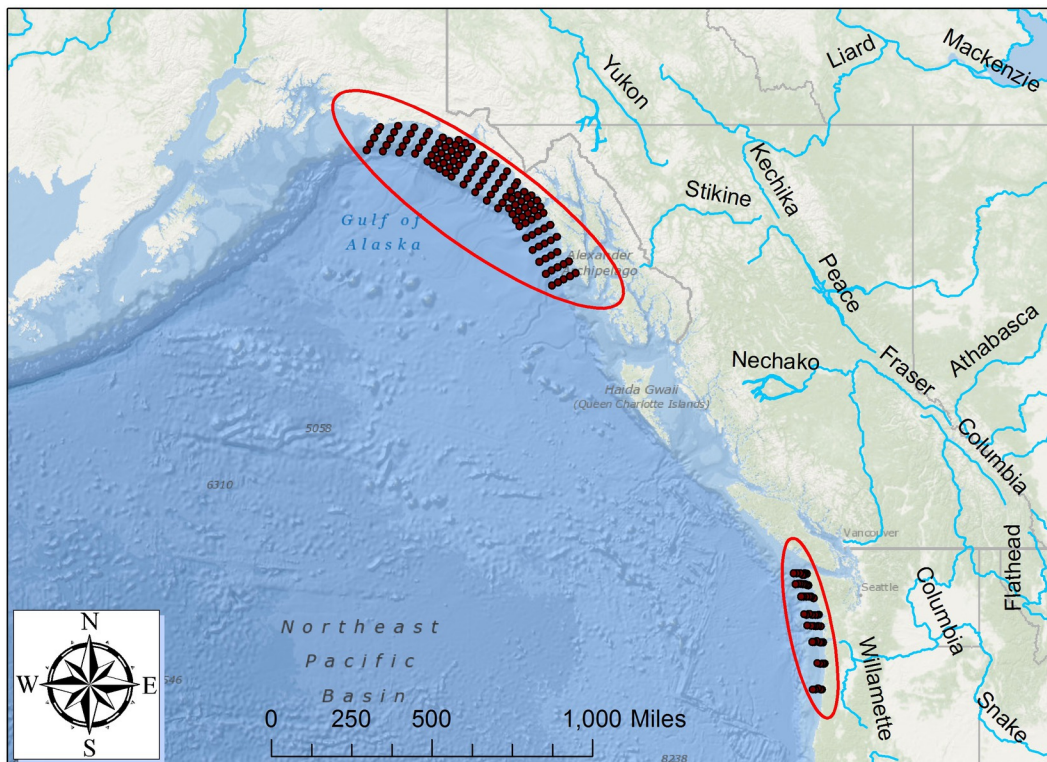 Mackenzie
Liard
Yukon
Kechika
Stikine
Gulf of
Alaska
Alexander
Archipelago
Peace
Athabasca
Nechako
Fraser
Haida Gwaii
(Queen Charlotte Islands)
Columbia
5058
6310
Vancouver
Flathead
Seattle
Columbia
Northeast
Pacific
Basin
Willamette
Snake
N
W
E
S
0
250
500
1,000 Miles
8238